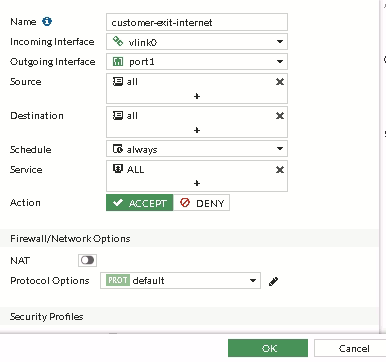 Name customer-exit-internet
Incoming Interface vlink0
Outgoing Interface port1
Source all
+
Destination all
+
Schedule always
Service ALL
+
Action ACCEPT DENY
Firewall/Network Options
NAT
Protocol Options PROT default
Security Profiles
OK Cancel